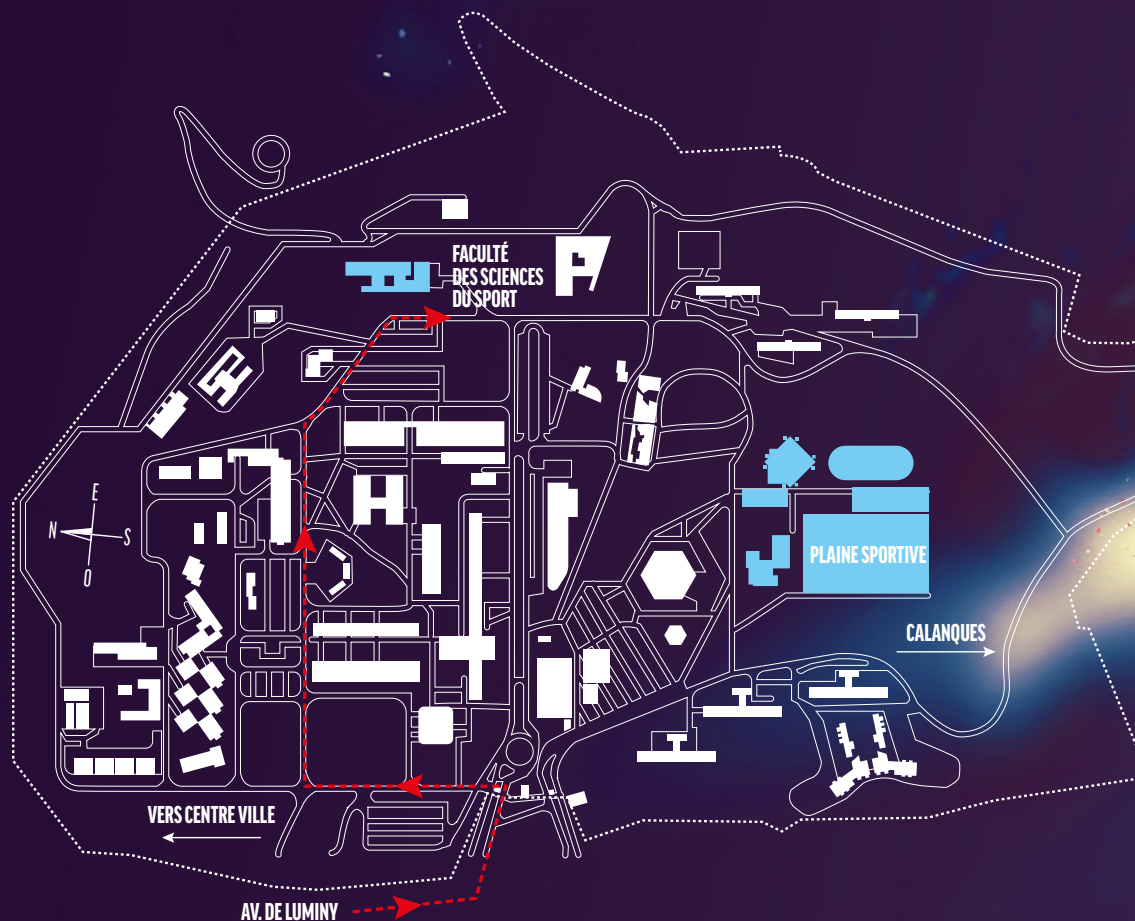 FACULTÉ
DES SCIENCES
DU SPORT
E
N
S
O
PLAINE SPORTIVE
CALANQUES
VERS CENTRE VILLE
AV. DE LUMINY